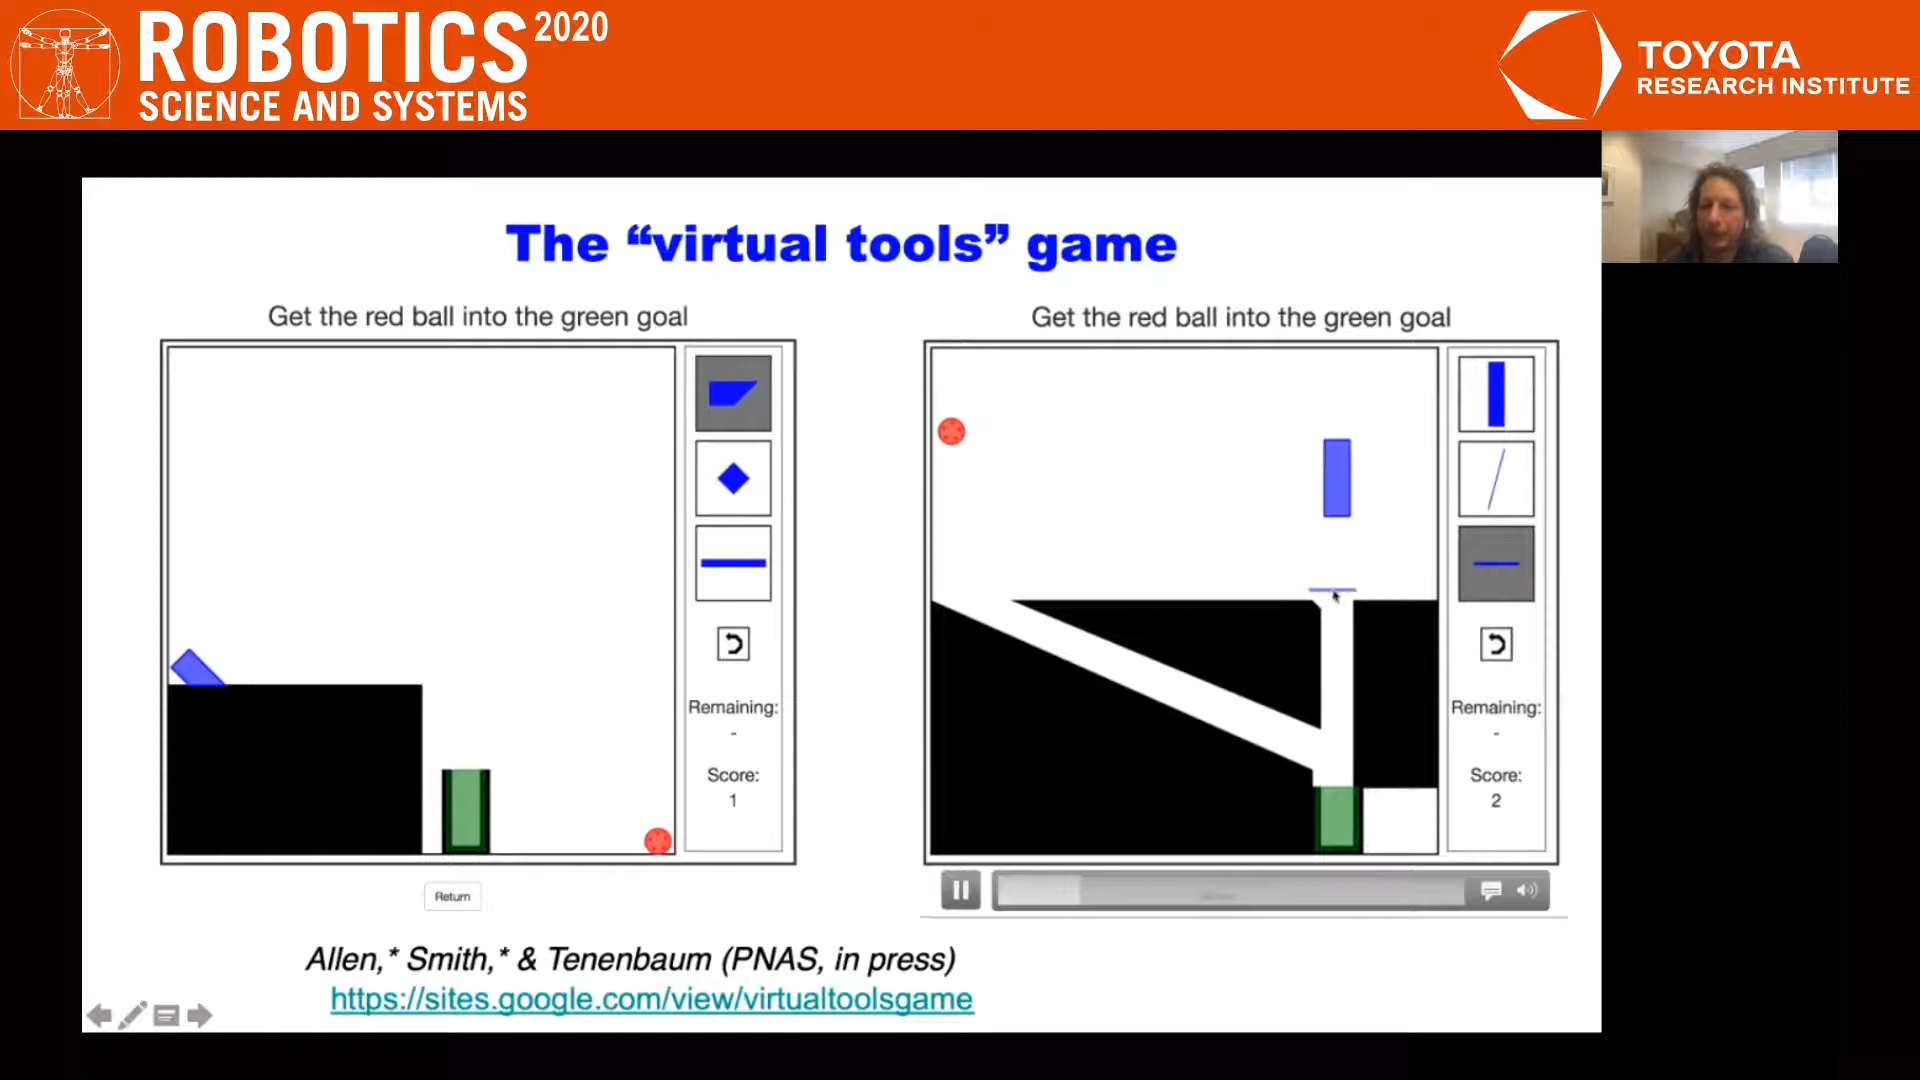 ROBOTICS 2020
SCIENCE AND SYSTEMS
TOYOTA
RESEARCH INSTITUTE
The “virtual tools” game
Get the red ball into the green goal
Remaining:
-
Score:
1
Return
Get the red ball into the green goal
Remaining:
-
Score:
2
Allen,* Smith,* & Tenenbaum (PNAS, in press)
https://sites.google.com/view/virtualtoolsgame